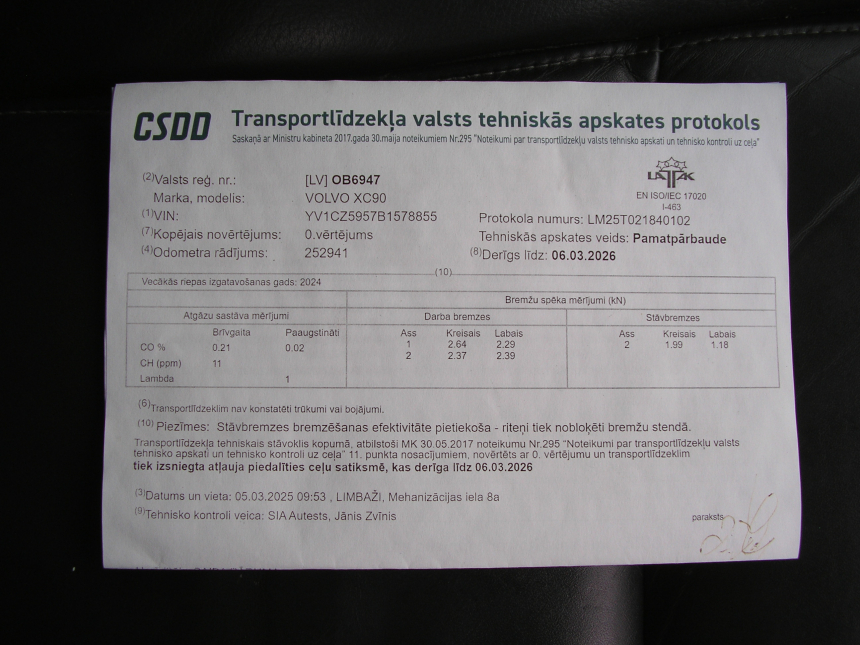 CSDD Transportlīdzekļa valsts tehniskās apskates protokols
Saskaņā ar Ministru kabineta 2017.gada 30.maija noteikumiem Nr.295 "Noteikumi par transportlīdzekļu valsts tehnisko apskati un tehnisko kontroli uz ceļa"
(2)Valsts reģ. nr.: [LV] OB6947
LATAK
Marka, modelis: VOLVO XC90
EN ISO/IEC 17020
I-463
(1)VIN: YV1CZ5957B1578855
Protokola numurs: LM25T021840102
(7)Kopējais novērtējums: 0.vērtējums
Tehniskās apskates veids: Pamatpārbaude
(4)Odometra rādījums: 252941
(8)Derīgs līdz: 06.03.2026
(10)
Vecākās riepas izgatavošanas gads: 2024
Bremžu spēka mērījumi (kN)
Atgāzu sastāva mērījumi Darba bremzes Stāvbremzes
Brīvgaita Paaugstināti Ass Kreisais Labais Ass Kreisais Labais
CO % 0.21 0.02 1 2.64 2.29 2 1.99 1.18
2 2.37 2.39
CH (ppm) 11
Lambda 1
(6)Transportlīdzeklim nav konstatēti trūkumi vai bojājumi.
(10) Piezīmes: Stāvbremzes bremzēšanas efektivitāte pietiekoša - riteņi tiek nobloķēti bremžu stendā.
Transportlīdzekļa tehniskais stāvoklis kopumā, atbilstoši MK 30.05.2017 noteikumu Nr.295 "Noteikumi par transportlīdzekļu valsts
tehnisko apskati un tehnisko kontroli uz ceļa" 11. punkta nosacījumiem, novērtēts ar 0. vērtējumu un transportlīdzeklim
tiek izsniegta atļauja piedalīties ceļu satiksmē, kas derīga līdz 06.03.2026
(3)Datums un vieta: 05.03.2025 09:53 , LIMBAŽI, Mehanizācijas iela 8a
(9)Tehnisko kontroli veica: SIA Autests, Jānis Zvīnis
paraksts